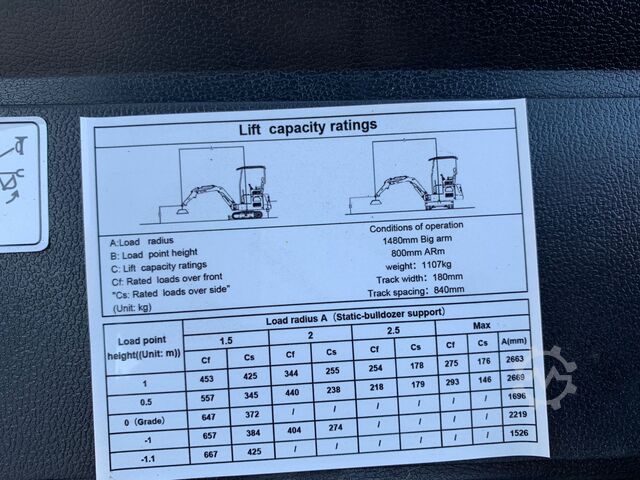 Lift capacity ratings
A:Load radius
B: Load point height
C: Lift capacity ratings
Cf: Rated loads over front
"Cs: Rated loads over side"
(Unit: kg)
Conditions of operation
1480mm Big arm
800mm ARm
weight: 1107kg
Track width: 180mm
Track spacing: 840mm
Load point height((Unit: m)) Load radius A (Static-bulldozer support)
1.5 2 2.5 Max
Cf Cs Cf Cs Cf Cs Cf Cs A(mm)
1 453 425 344 255 254 178 275 176 2663
0.5 557 345 440 238 218 179 293 146 2669
0 (Grade) 647 372 / / / / / / 1696
-1 657 384 404 274 / / / / 2219
-1.1 667 425 / / / / / / 1526